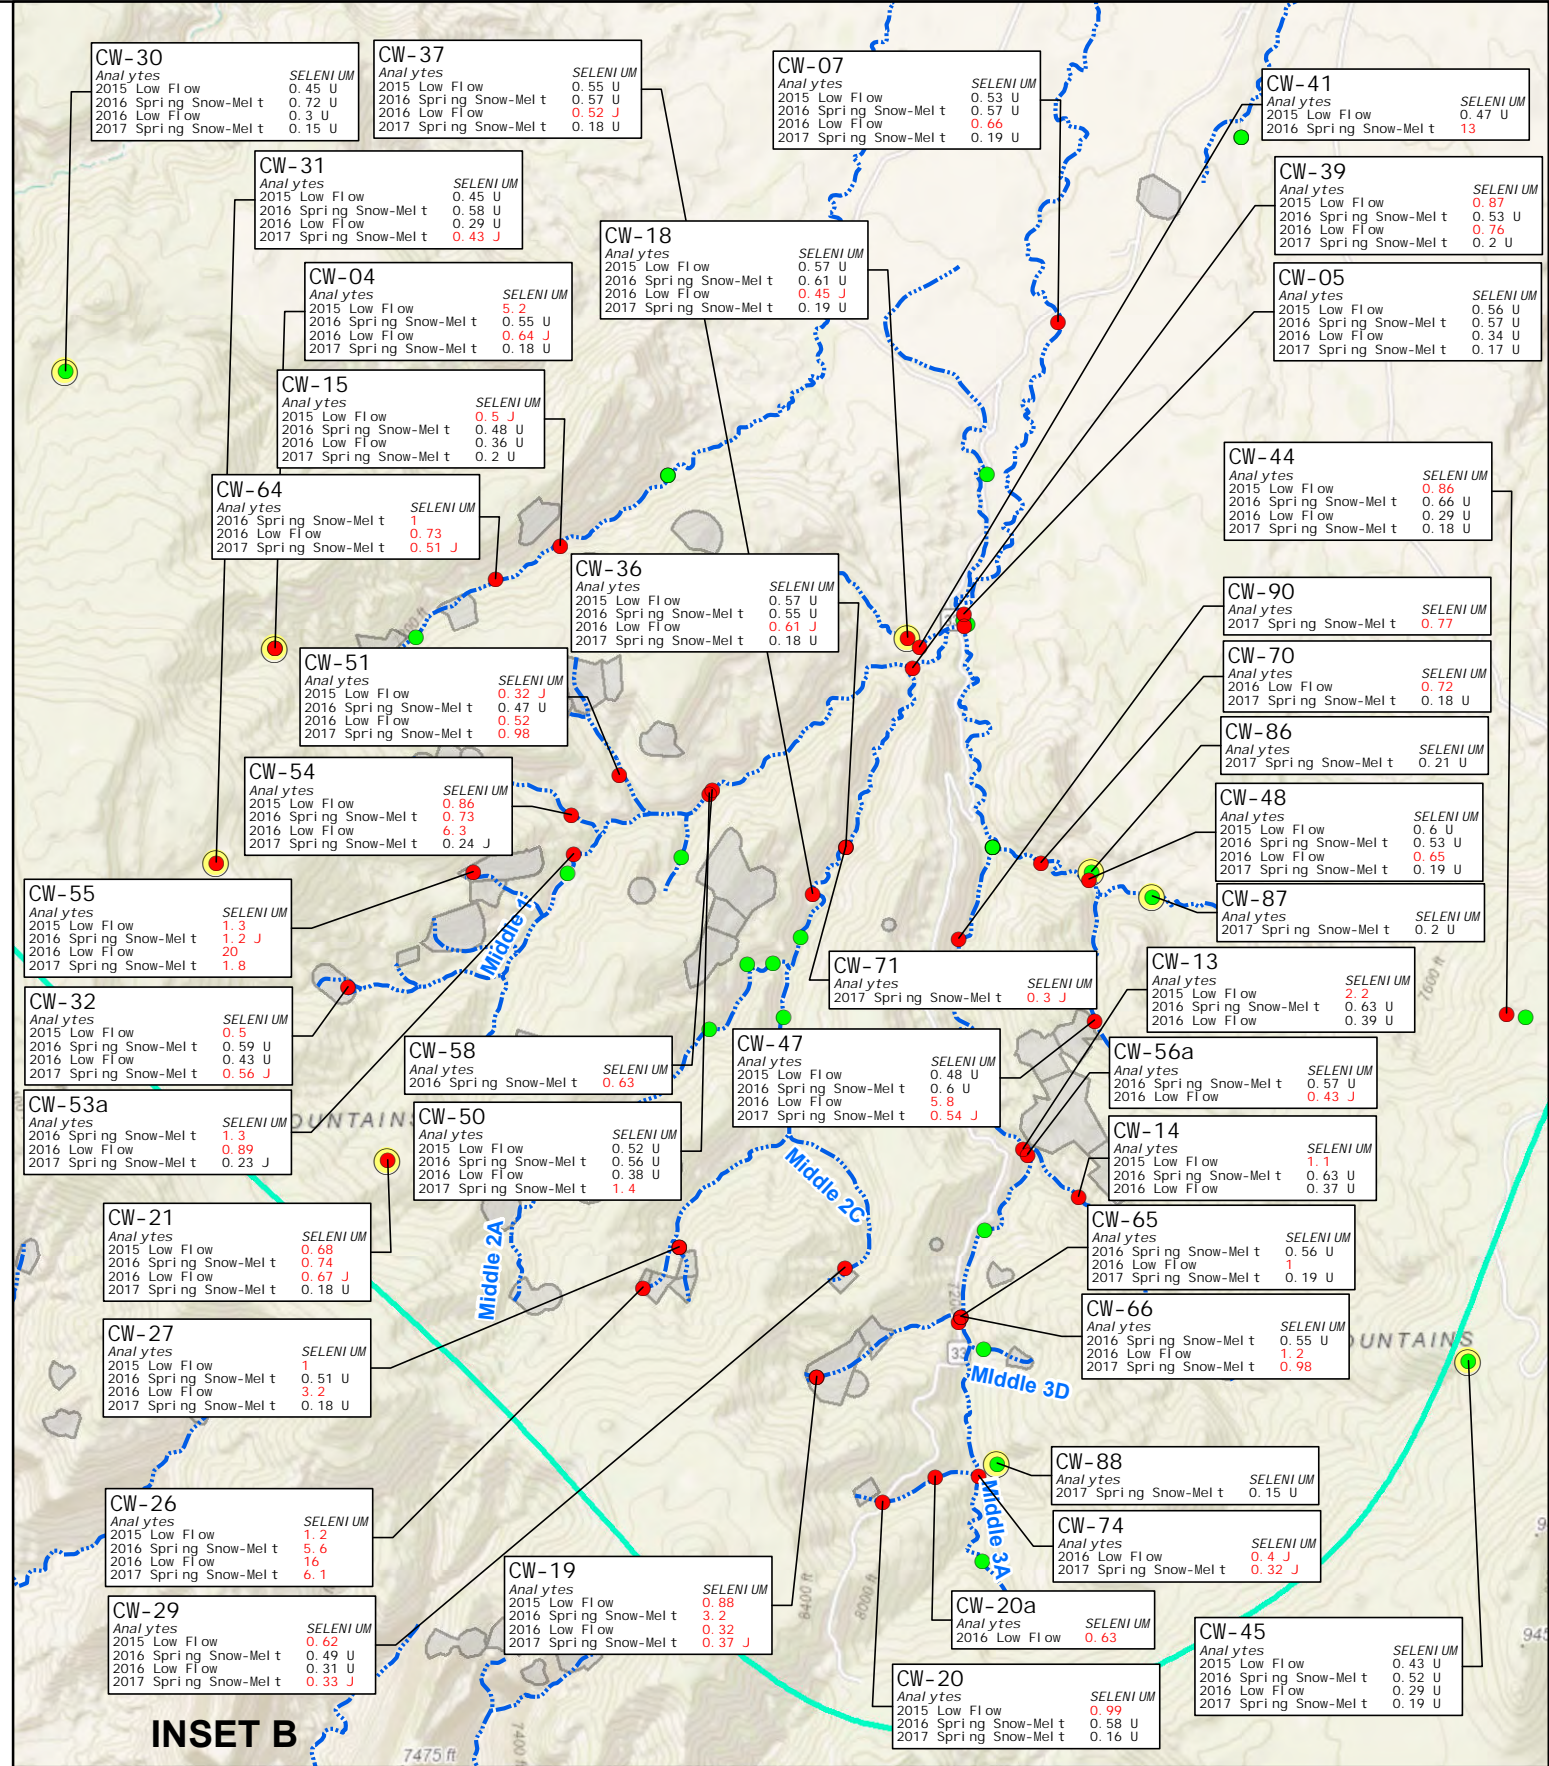 CW-30
Analytes SELENIUM
2015 Low Flow 0.45 U
2016 Spring Snow-Melt 0.72 U
2016 Low Flow 0.3 U
2017 Spring Snow-Melt 0.15 U
CW-37
Analytes SELENIUM
2015 Low Flow 0.55 U
2016 Spring Snow-Melt 0.57 U
2016 Low Flow 0.52 J
2017 Spring Snow-Melt 0.18 U
CW-07
Analytes SELENIUM
2015 Low Flow 0.53 U
2016 Spring Snow-Melt 0.57 U
2016 Low Flow 0.66
2017 Spring Snow-Melt 0.19 U
CW-41
Analytes SELENIUM
2015 Low Flow 0.47 U
2016 Spring Snow-Melt 13
CW-31
Analytes SELENIUM
2015 Low Flow 0.45 U
2016 Spring Snow-Melt 0.58 U
2016 Low Flow 0.29 U
2017 Spring Snow-Melt 0.43 J
CW-39
Analytes SELENIUM
2015 Low Flow 0.87
2016 Spring Snow-Melt 0.53 U
2016 Low Flow 0.76
2017 Spring Snow-Melt 0.2 U
CW-18
Analytes SELENIUM
2015 Low Flow 0.57 U
2016 Spring Snow-Melt 0.61 U
2016 Low Flow 0.45 J
2017 Spring Snow-Melt 0.19 U
CW-04
Analytes SELENIUM
2015 Low Flow 5.2
2016 Spring Snow-Melt 0.55 U
2016 Low Flow 0.64 J
2017 Spring Snow-Melt 0.18 U
CW-05
Analytes SELENIUM
2015 Low Flow 0.56 U
2016 Spring Snow-Melt 0.57 U
2016 Low Flow 0.34 U
2017 Spring Snow-Melt 0.17 U
CW-15
Analytes SELENIUM
2015 Low Flow 0.5 J
2016 Spring Snow-Melt 0.48 U
2016 Low Flow 0.36 U
2017 Spring Snow-Melt 0.2 U
CW-44
Analytes SELENIUM
2015 Low Flow 0.86
2016 Spring Snow-Melt 0.66 U
2016 Low Flow 0.29 U
2017 Spring Snow-Melt 0.18 U
CW-64
Analytes SELENIUM
2016 Spring Snow-Melt 1
2016 Low Flow 0.73
2017 Spring Snow-Melt 0.51 J
CW-36
Analytes SELENIUM
2015 Low Flow 0.57 U
2016 Spring Snow-Melt 0.55 U
2016 Low Flow 0.61 J
2017 Spring Snow-Melt 0.18 U
CW-90
Analytes SELENIUM
2017 Spring Snow-Melt 0.77
CW-51
Analytes SELENIUM
2015 Low Flow 0.32 J
2016 Spring Snow-Melt 0.47 U
2016 Low Flow 0.52
2017 Spring Snow-Melt 0.98
CW-70
Analytes SELENIUM
2016 Low Flow 0.72
2017 Spring Snow-Melt 0.18 U
CW-86
Analytes SELENIUM
2017 Spring Snow-Melt 0.21 U
CW-54
Analytes SELENIUM
2015 Low Flow 0.86
2016 Spring Snow-Melt 0.73
2016 Low Flow 6.3
2017 Spring Snow-Melt 0.24 J
CW-48
Analytes SELENIUM
2015 Low Flow 0.6 U
2016 Spring Snow-Melt 0.53 U
2016 Low Flow 0.65
2017 Spring Snow-Melt 0.19 U
CW-55
Analytes SELENIUM
2015 Low Flow 1.3
2016 Spring Snow-Melt 1.2 J
2016 Low Flow 20
2017 Spring Snow-Melt 1.8
CW-87
Analytes SELENIUM
2017 Spring Snow-Melt 0.2 U
Middle 1
CW-71
Analytes SELENIUM
2017 Spring Snow-Melt 0.3 J
CW-13
Analytes SELENIUM
2015 Low Flow 2.2
2016 Spring Snow-Melt 0.63 U
2016 Low Flow 0.39 U
7600 ft
CW-32
Analytes SELENIUM
2015 Low Flow 0.5
2016 Spring Snow-Melt 0.59 U
2016 Low Flow 0.43 U
2017 Spring Snow-Melt 0.56 J
CW-58
Analytes SELENIUM
2016 Spring Snow-Melt 0.63
CW-47
Analytes SELENIUM
2015 Low Flow 0.48 U
2016 Spring Snow-Melt 0.6 U
2016 Low Flow 5.8
2017 Spring Snow-Melt 0.54 J
CW-56a
Analytes SELENIUM
2016 Spring Snow-Melt 0.57 U
2016 Low Flow 0.43 J
CW-53a
Analytes SELENIUM
2016 Spring Snow-Melt 1.3
2016 Low Flow 0.89
2017 Spring Snow-Melt 0.23 J
OUNTAINS
CW-50
Analytes SELENIUM
2015 Low Flow 0.52 U
2016 Spring Snow-Melt 0.56 U
2016 Low Flow 0.38 U
2017 Spring Snow-Melt 1.4
CW-14
Analytes SELENIUM
2015 Low Flow 1.1
2016 Spring Snow-Melt 0.63 U
2016 Low Flow 0.37 U
Middle 2C
Middle 2A
CW-21
Analytes SELENIUM
2015 Low Flow 0.68
2016 Spring Snow-Melt 0.74
2016 Low Flow 0.67 J
2017 Spring Snow-Melt 0.18 U
CW-65
Analytes SELENIUM
2016 Spring Snow-Melt 0.56 U
2016 Low Flow 1
2017 Spring Snow-Melt 0.19 U
CW-66
Analytes SELENIUM
2016 Spring Snow-Melt 0.55 U
2016 Low Flow 1.2
2017 Spring Snow-Melt 0.98
OUNTAINS
33
MIddle 3D
CW-27
Analytes SELENIUM
2015 Low Flow 1
2016 Spring Snow-Melt 0.51 U
2016 Low Flow 3.2
2017 Spring Snow-Melt 0.18 U
CW-88
Analytes SELENIUM
2017 Spring Snow-Melt 0.15 U
Middle 3A
CW-26
Analytes SELENIUM
2015 Low Flow 1.2
2016 Spring Snow-Melt 5.6
2016 Low Flow 16
2017 Spring Snow-Melt 6.1
CW-74
Analytes SELENIUM
2016 Low Flow 0.4 J
2017 Spring Snow-Melt 0.32 J
CW-19
Analytes SELENIUM
2015 Low Flow 0.88
2016 Spring Snow-Melt 3.2
2016 Low Flow 0.32
2017 Spring Snow-Melt 0.37 J
8400 ft
8000 ft
CW-20a
Analytes SELENIUM
2016 Low Flow 0.63
CW-29
Analytes SELENIUM
2015 Low Flow 0.62
2016 Spring Snow-Melt 0.49 U
2016 Low Flow 0.31 U
2017 Spring Snow-Melt 0.33 J
CW-45
Analytes SELENIUM
2015 Low Flow 0.43 U
2016 Spring Snow-Melt 0.52 U
2016 Low Flow 0.29 U
2017 Spring Snow-Melt 0.19 U
CW-20
Analytes SELENIUM
2015 Low Flow 0.99
2016 Spring Snow-Melt 0.58 U
2017 Spring Snow-Melt 0.16 U
INSET B
7475 ft
7400 ft